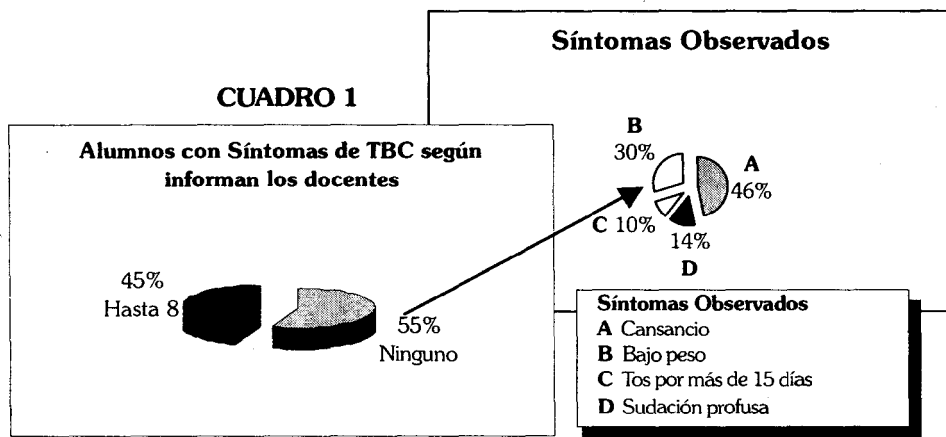 Síntomas Observados
CUADRO 1
Alumnos con Síntomas de TBC según
informan los docentes
45%
Hasta 8
55%
Ninguno
B
30%
A
46%
C 10%
14%
D
Síntomas Observados
A Cansancio
B Bajo peso
C Tos por más de 15 días
D Sudación profusa